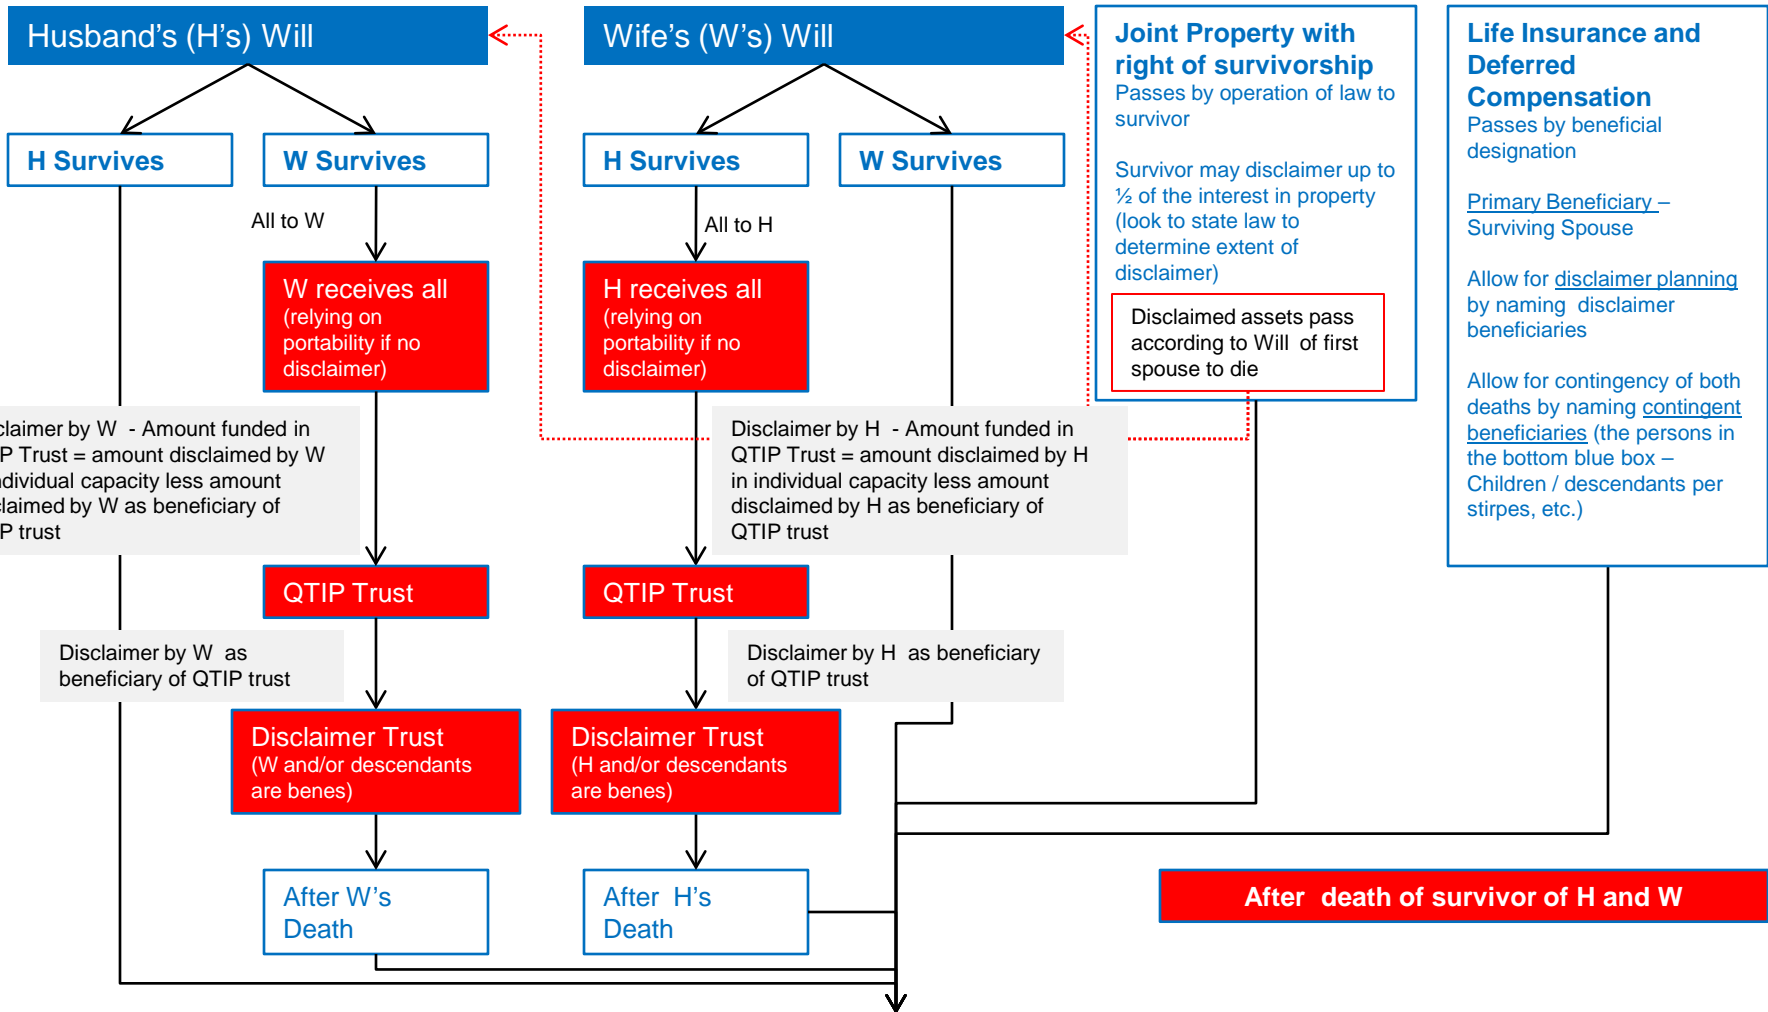 Husband’s (H’s) Will
Wife’s (W’s) Will
H Survives
W Survives
H Survives
W Survives
All to W
All to H
W receives all
(relying on
portability if no
disclaimer)
H receives all
(relying on
portability if no
disclaimer)
claimer by W - Amount funded in
P Trust = amount disclaimed by W
dividual capacity less amount
claimed by W as beneficiary of
P trust
Disclaimer by H - Amount funded in
QTIP Trust = amount disclaimed by H
in individual capacity less amount
disclaimed by H as beneficiary of
QTIP trust
QTIP Trust
QTIP Trust
Disclaimer by W as
beneficiary of QTIP trust
Disclaimer by H as beneficiary
of QTIP trust
Disclaimer Trust
(W and/or descendants
are benes)
Disclaimer Trust
(H and/or descendants
are benes)
After W’s
Death
After H’s
Death
Joint Property with
right of survivorship
Passes by operation of law to
survivor
Survivor may disclaimer up to
½ of the interest in property
(look to state law to
determine extent of
disclaimer)
Disclaimed assets pass
according to Will of first
spouse to die
Life Insurance and
Deferred
Compensation
Passes by beneficial
designation
Primary Beneficiary –
Surviving Spouse
Allow for disclaimer planning
by naming disclaimer
beneficiaries
Allow for contingency of both
deaths by naming contingent
beneficiaries (the persons in
the bottom blue box –
Children / descendants per
stirpes, etc.)
After death of survivor of H and W